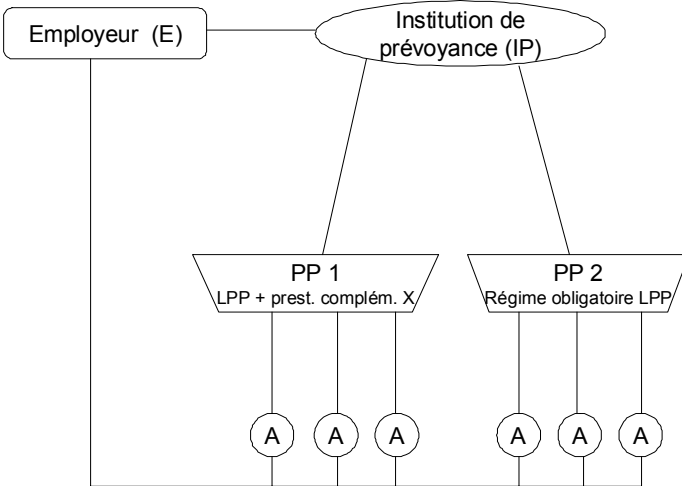 Employeur (E)
Institution de
prévoyance (IP)
PP 1
LPP + prest. complém. X
PP 2
Régime obligatoire LPP
A
A
A
A
A
A